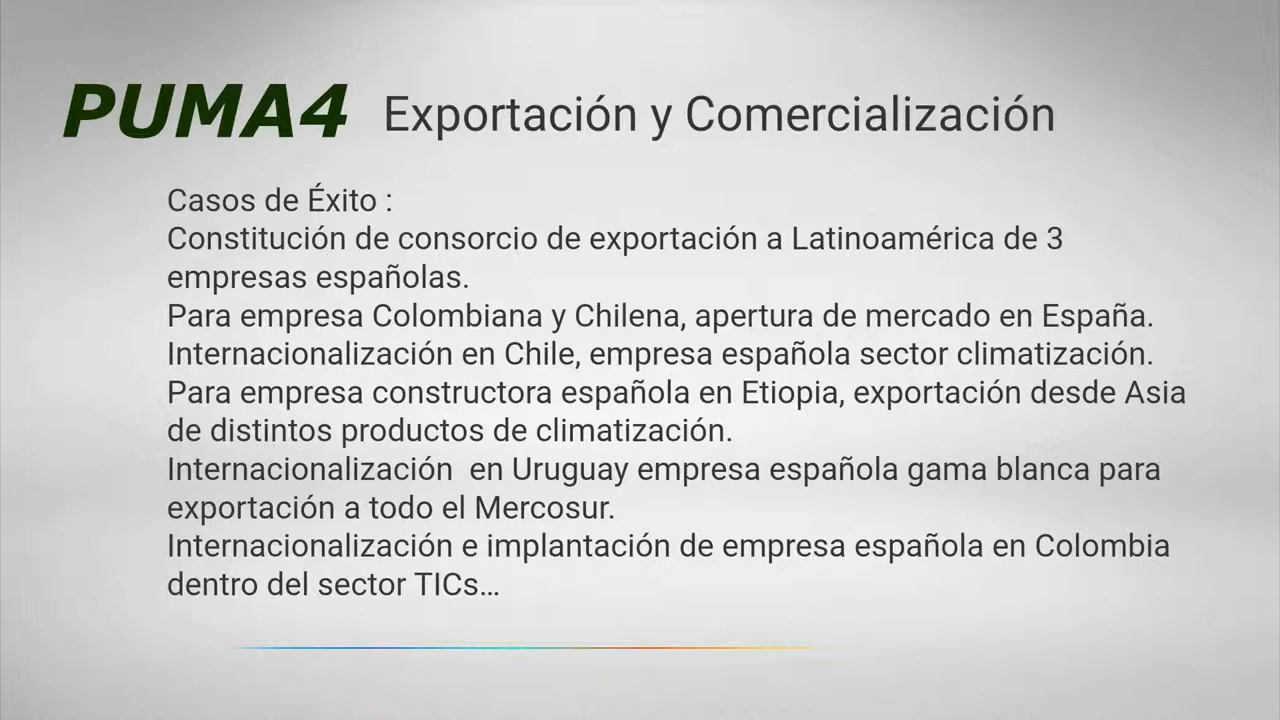 PUMA4 Exportación y Comercialización
Casos de Éxito :
Constitución de consorcio de exportación a Latinoamérica de 3
empresas españolas.
Para empresa Colombiana y Chilena, apertura de mercado en España.
Internacionalización en Chile, empresa española sector climatización.
Para empresa constructora española en Etiopia, exportación desde Asia
de distintos productos de climatización.
Internacionalización  en Uruguay empresa española gama blanca para
exportación a todo el Mercosur.
Internacionalización e implantación de empresa española en Colombia
dentro del sector TICs…